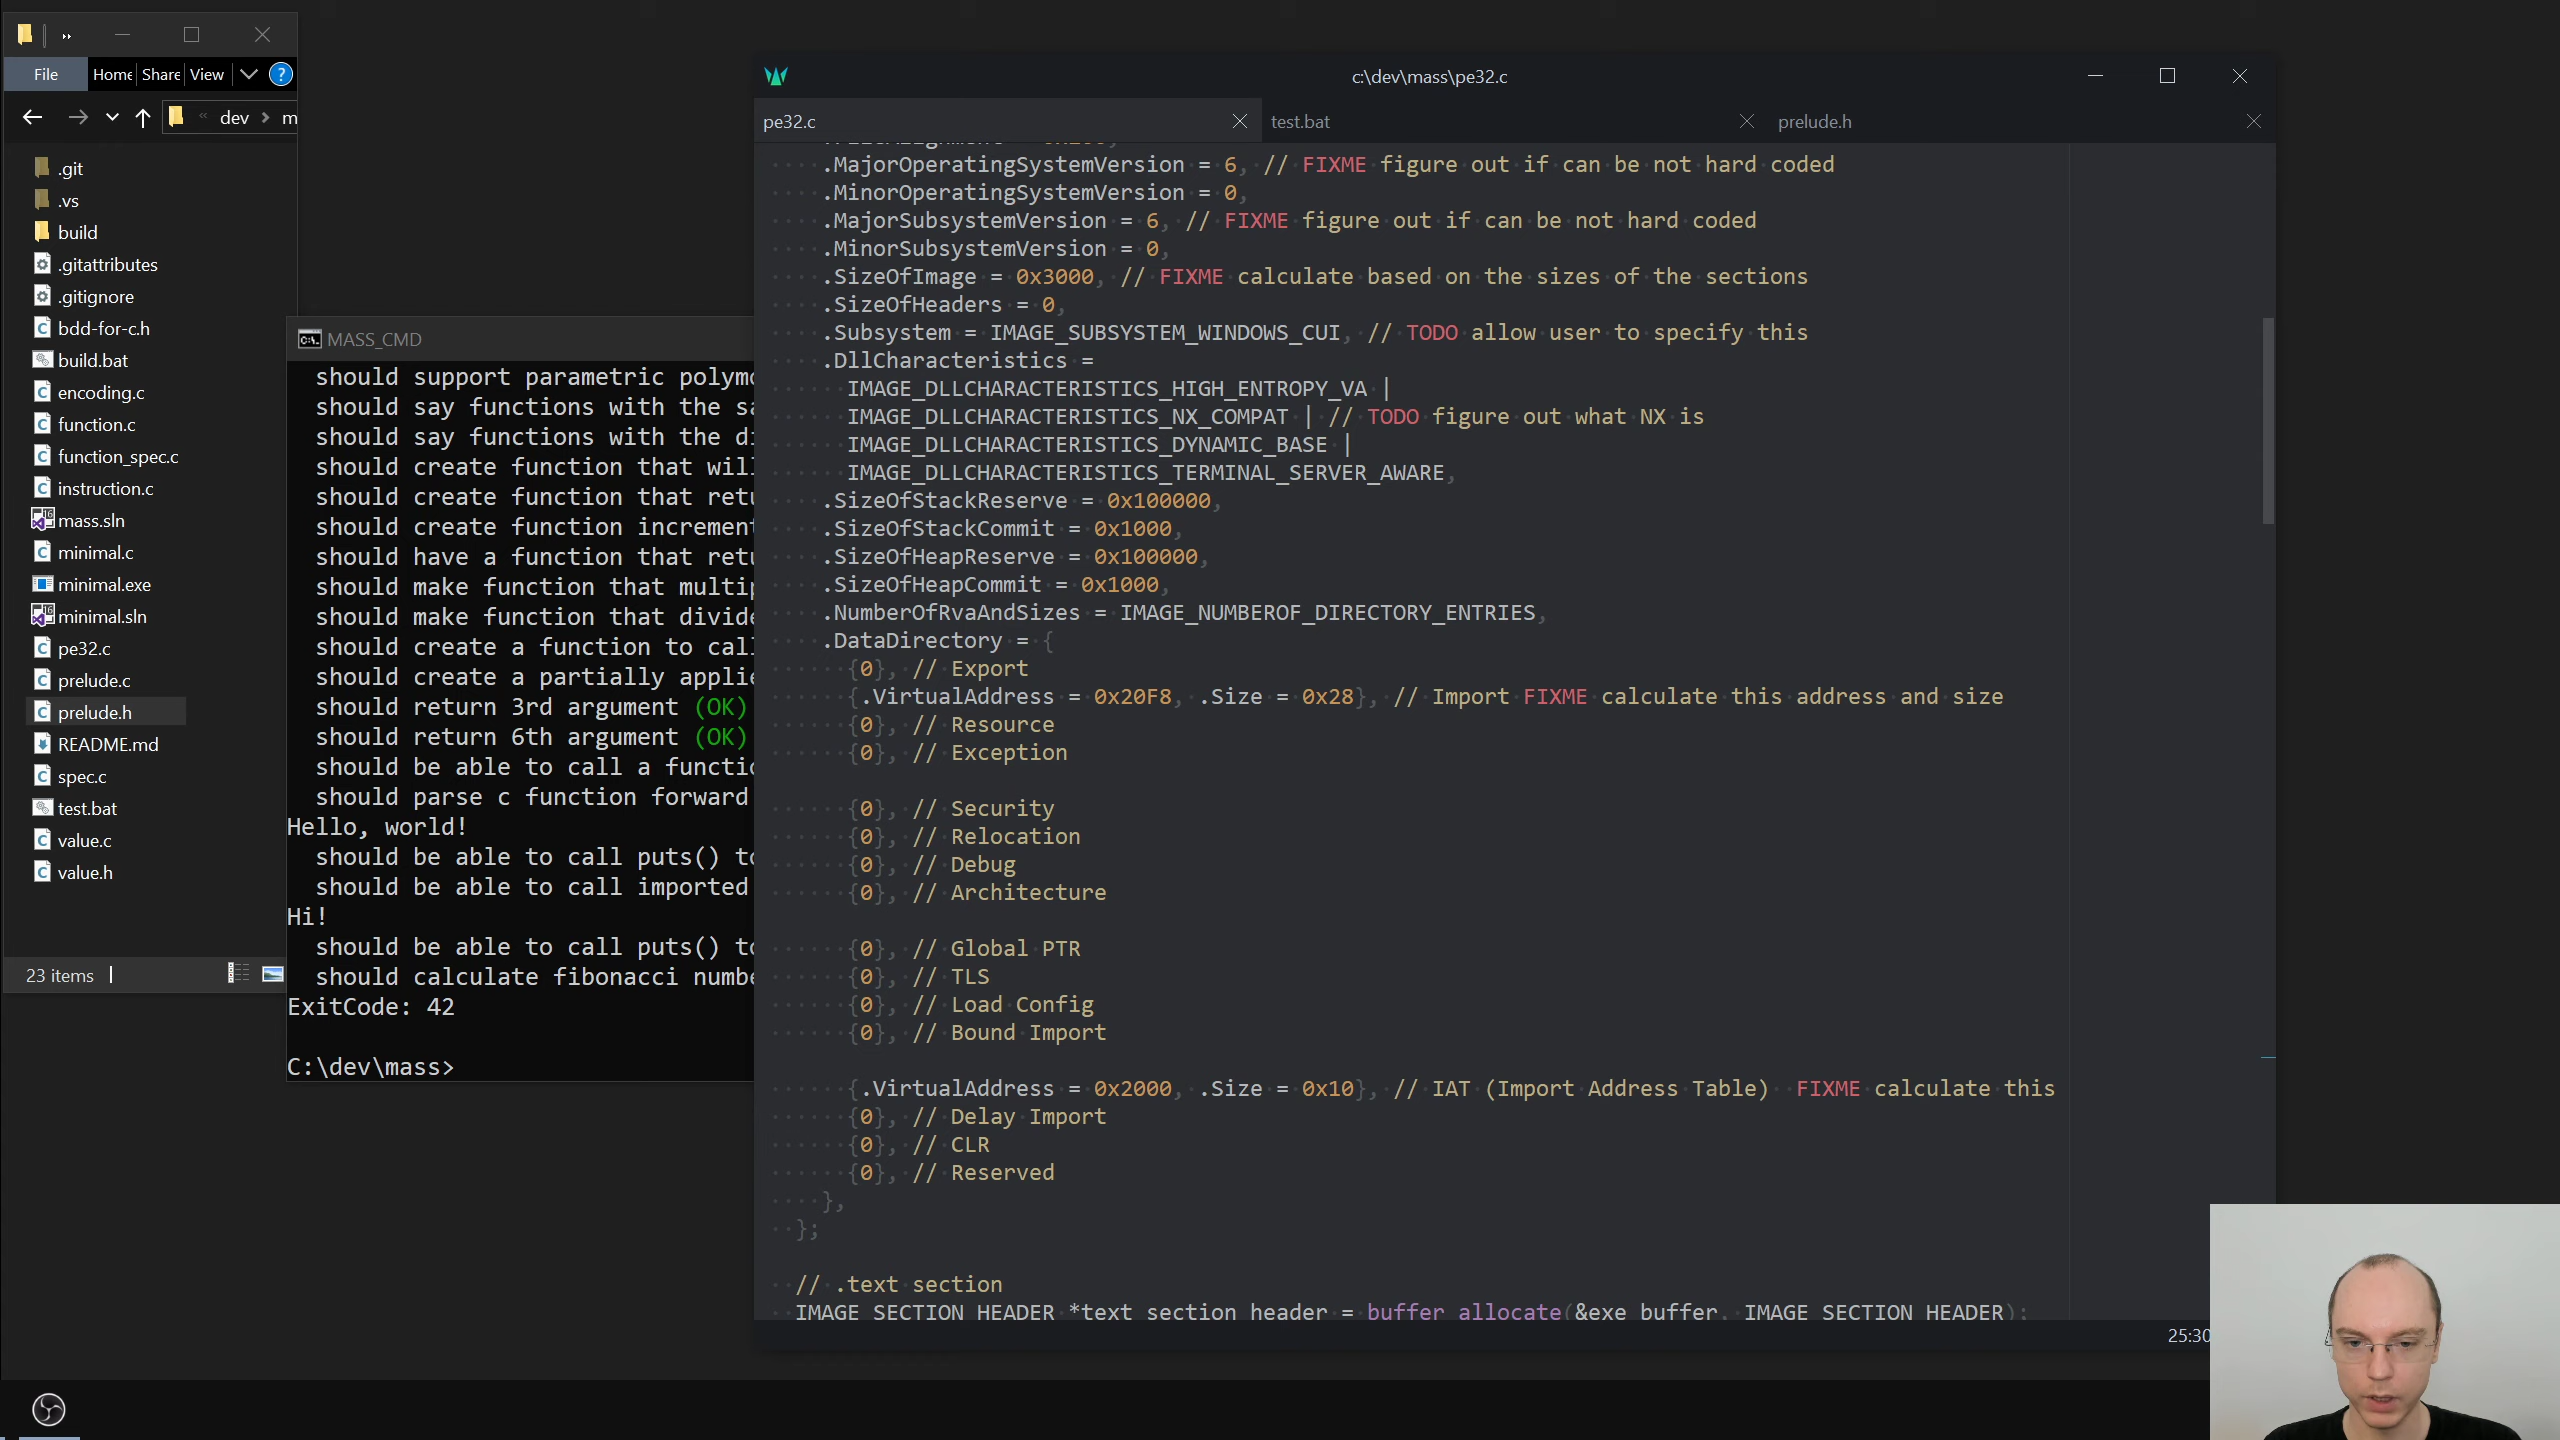 File
Home
Share
View
dev
m
.git
.vs
build
.gitattributes
.gitignore
bdd-for-c.h
build.bat
encoding.c
function.c
function_spec.c
instruction.c
mass.sln
minimal.c
minimal.exe
minimal.sln
pe32.c
prelude.c
prelude.h
README.md
spec.c
test.bat
value.c
value.h
23 items
MASS_CMD
should support parametric polymo
should say functions with the sa
should say functions with the di
should create function that wil
should create function that retu
should create function increment
should have a function that retu
should make function that multip
should make function that divide
should create a function to call
should create a partially applie
should return 3rd argument (OK)
should return 6th argument (OK)
should be able to call a functio
should parse c function forward
Hello, world!
should be able to call puts() to
should be able to call imported
Hi!
should be able to call puts() to
should calculate fibonacci numbe
ExitCode: 42
C:\dev\mass>
c:\dev\mass\pe32.c
pe32.c
test.bat
prelude.h
.MajorOperatingSystemVersion = 6, // FIXME figure out if can be not hard coded
.MinorOperatingSystemVersion = 0,
.MajorSubsystemVersion = 6, // FIXME figure out if can be not hard coded
.MinorSubsystemVersion = 0,
.SizeOfImage = 0x3000, // FIXME calculate based on the sizes of the sections
.SizeOfHeaders = 0,
.Subsystem = IMAGE_SUBSYSTEM_WINDOWS_CUI, // TODO allow user to specify this
.DllCharacteristics =
IMAGE_DLLCHARACTERISTICS_HIGH_ENTROPY_VA |
IMAGE_DLLCHARACTERISTICS_NX_COMPAT | // TODO figure out what NX is
IMAGE_DLLCHARACTERISTICS_DYNAMIC_BASE |
IMAGE_DLLCHARACTERISTICS_TERMINAL_SERVER_AWARE,
.SizeOfStackReserve = 0x100000,
.SizeOfStackCommit = 0x1000,
.SizeOfHeapReserve = 0x100000,
.SizeOfHeapCommit = 0x1000,
.NumberOfRvaAndSizes = IMAGE_NUMBEROF_DIRECTORY_ENTRIES,
.DataDirectory = {
{0}, // Export
{.VirtualAddress = 0x20F8, .Size = 0x28}, // Import FIXME calculate this address and size
{0}, // Resource
{0}, // Exception
{0}, // Security
{0}, // Relocation
{0}, // Debug
{0}, // Architecture
{0}, // Global PTR
{0}, // TLS
{0}, // Load Config
{0}, // Bound Import
{.VirtualAddress = 0x2000, .Size = 0x10}, // IAT (Import Address Table) FIXME calculate this
{0}, // Delay Import
{0}, // CLR
{0}, // Reserved
},
};
// .text section
IMAGE_SECTION_HEADER *text_section_header = buffer_allocate(&exe_buffer, IMAGE_SECTION_HEADER);
25:30